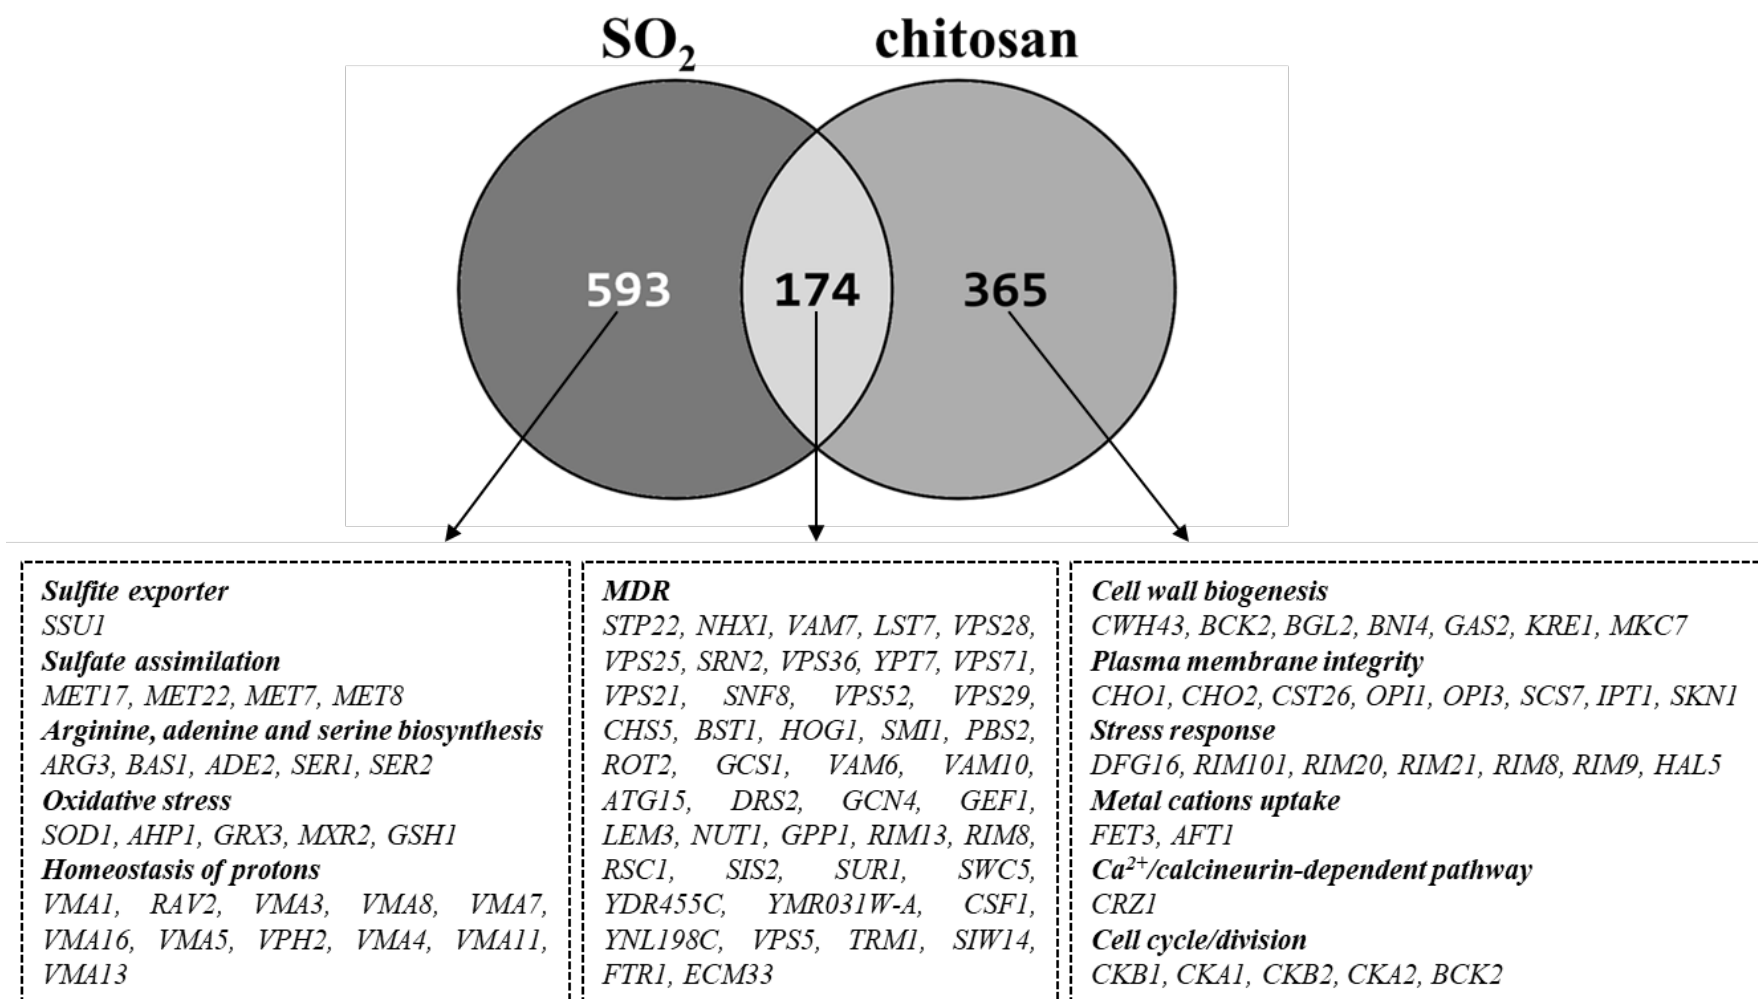 SO₂ chitosan
593 174 365
Sulfite exporter
SSU1
Sulfate assimilation
MET17, MET22, MET7, MET8
Arginine, adenine and serine biosynthesis
ARG3, BAS1, ADE2, SER1, SER2
Oxidative stress
SOD1, AHP1, GRX3, MXR2, GSH1
Homeostasis of protons
VMA1, RAV2, VMA3, VMA8, VMA7,
VMA16, VMA5, VPH2, VMA4, VMA11,
VMA13
MDR
STP22, NHX1, VAM7, LST7, VPS28,
VPS25, SRN2, VPS36, YPT7, VPS71,
VPS21, SNF8, VPS52, VPS29,
CHS5, BST1, HOG1, SMI1, PBS2,
ROT2, GCS1, VAM6, VAM10,
ATG15, DRS2, GCN4, GEF1,
LEM3, NUT1, GPP1, RIM13, RIM8,
RSC1, SIS2, SUR1, SWC5,
YDR455C, YMR031W-A, CSF1,
YNL198C, VPS5, TRM1, SIW14,
FTR1, ECM33
Cell wall biogenesis
CWH43, BCK2, BGL2, BNI4, GAS2, KRE1, MKC7
Plasma membrane integrity
CHO1, CHO2, CST26, OPI1, OPI3, SCS7, IPT1, SKN1
Stress response
DFG16, RIM101, RIM20, RIM21, RIM8, RIM9, HAL5
Metal cations uptake
FET3, AFT1
Ca²⁺/calcineurin-dependent pathway
CRZ1
Cell cycle/division
CKB1, CKA1, CKB2, CKA2, BCK2